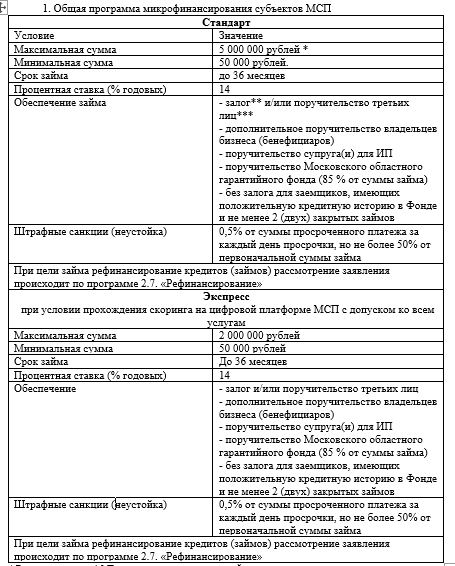 1. Общая программа микрофинансирования субъектов МСП
Стандарт
Условие Значение
Максимальная сумма 5 000 000 рублей *
Минимальная сумма 50 000 рублей.
Срок займа до 36 месяцев
Процентная ставка (% годовых) 14
Обеспечение займа - залог** и/или поручительство третьих
лиц***
- дополнительное поручительство владельцев
бизнеса (бенефициаров)
- поручительство супруга(и) для ИП
- поручительство Московского областного
гарантийного фонда (85 % от суммы займа)
- без залога для заемщиков, имеющих
положительную кредитную историю в Фонде
и не менее 2 (двух) закрытых займов
Штрафные санкции (неустойка) 0,5% от суммы просроченного платежа за
каждый день просрочки, но не более 50% от
первоначальной суммы займа
При цели займа рефинансирование кредитов (займов) рассмотрение заявления
происходит по программе 2.7. «Рефинансирование»
Экспресс
при условии прохождения скоринга на цифровой платформе МСП с допуском ко всем
услугам
Максимальная сумма 2 000 000 рублей
Минимальная сумма 50 000 рублей
Срок займа До 36 месяцев
Процентная ставка (% годовых) 14
Обеспечение - залог и/или поручительство третьих лиц
- дополнительное поручительство владельцев
бизнеса (бенефициаров)
- поручительство супруга(и) для ИП
- поручительство Московского областного
гарантийного фонда (85 % от суммы займа)
- без залога для заемщиков, имеющих
положительную кредитную историю в Фонде
и не менее 2 (двух) закрытых займов
Штрафные санкции (неустойка) 0,5% от суммы просроченного платежа за
каждый день просрочки, но не более 50% от
первоначальной суммы займа
При цели займа рефинансирование кредитов (займов) рассмотрение заявления
происходит по программе 2.7. «Рефинансирование»